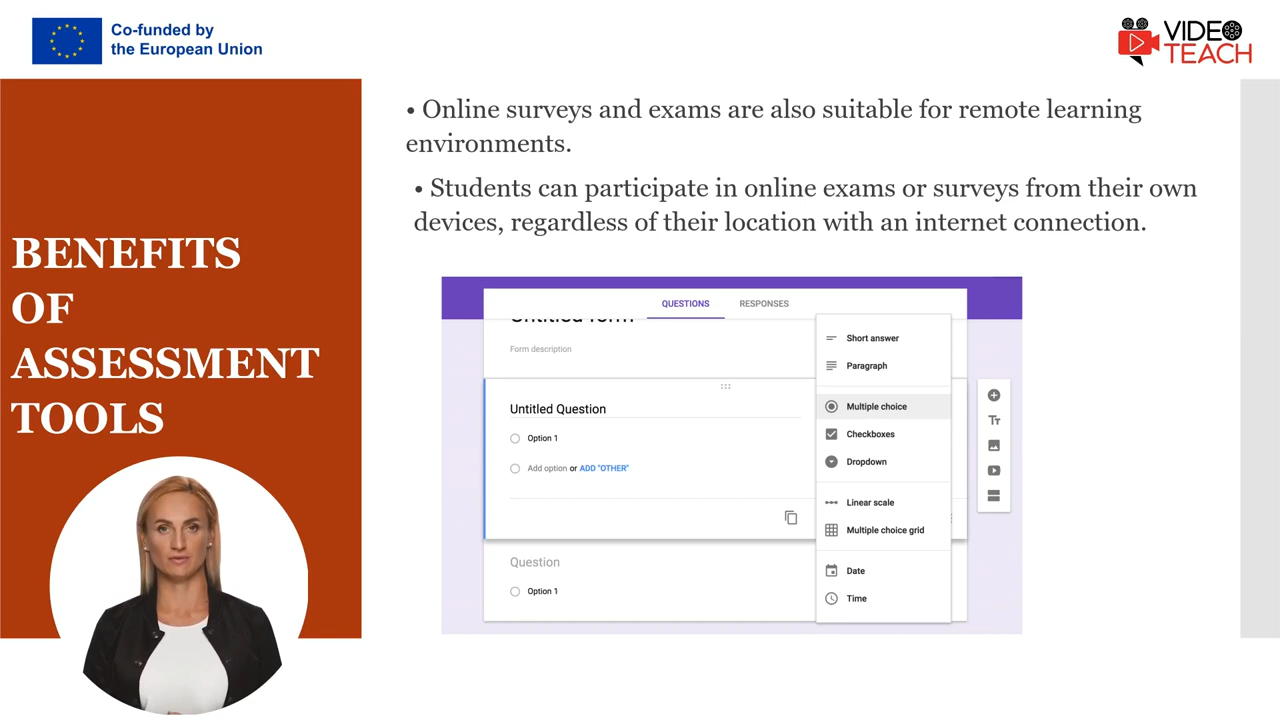 Co-funded by
the European Union
VIDEO
TEACH
• Online surveys and exams are also suitable for remote learning
environments.
• Students can participate in online exams or surveys from their own
devices, regardless of their location with an internet connection.
BENEFITS
OF
ASSESSMENT
TOOLS
QUESTIONS RESPONSES
Untitled form
Form description
Untitled Question
Option 1
Add option or ADD "OTHER"
Question
Option 1
Short answer
Paragraph
Multiple choice
Checkboxes
Dropdown
Linear scale
Multiple choice grid
Date
Time
Tт